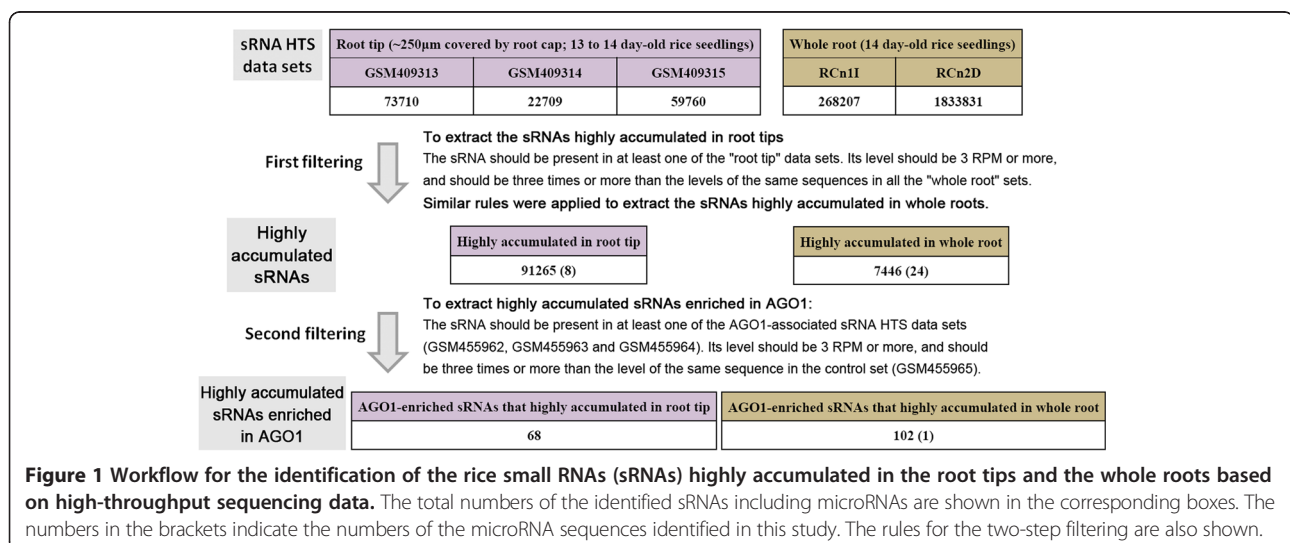 sRNA HTS
data sets
Root tip (~250μm covered by root cap; 13 to 14 day-old rice seedlings)
GSM409313 GSM409314 GSM409315
73710 22709 59760
Whole root (14 day-old rice seedlings)
RCn1I RCn2D
268207 1833831
First filtering
To extract the sRNAs highly accumulated in root tips
The sRNA should be present in at least one of the "root tip" data sets. Its level should be 3 RPM or more,
and should be three times or more than the levels of the same sequences in all the "whole root" sets.
Similar rules were applied to extract the sRNAs highly accumulated in whole roots.
Highly
accumulated
sRNAs
Highly accumulated in root tip
91265 (8)
Highly accumulated in whole root
7446 (24)
Second filtering
To extract highly accumulated sRNAs enriched in AGO1:
The sRNA should be present in at least one of the AGO1-associated sRNA HTS data sets
(GSM455962, GSM455963 and GSM455964). Its level should be 3 RPM or more, and should
be three times or more than the level of the same sequence in the control set (GSM455965).
Highly accumulated
sRNAs enriched
in AGO1
AGO1-enriched sRNAs that highly accumulated in root tip
68
AGO1-enriched sRNAs that highly accumulated in whole root
102 (1)
Figure 1 Workflow for the identification of the rice small RNAs (sRNAs) highly accumulated in the root tips and the whole roots based
on high-throughput sequencing data. The total numbers of the identified sRNAs including microRNAs are shown in the corresponding boxes. The
numbers in the brackets indicate the numbers of the microRNA sequences identified in this study. The rules for the two-step filtering are also shown.